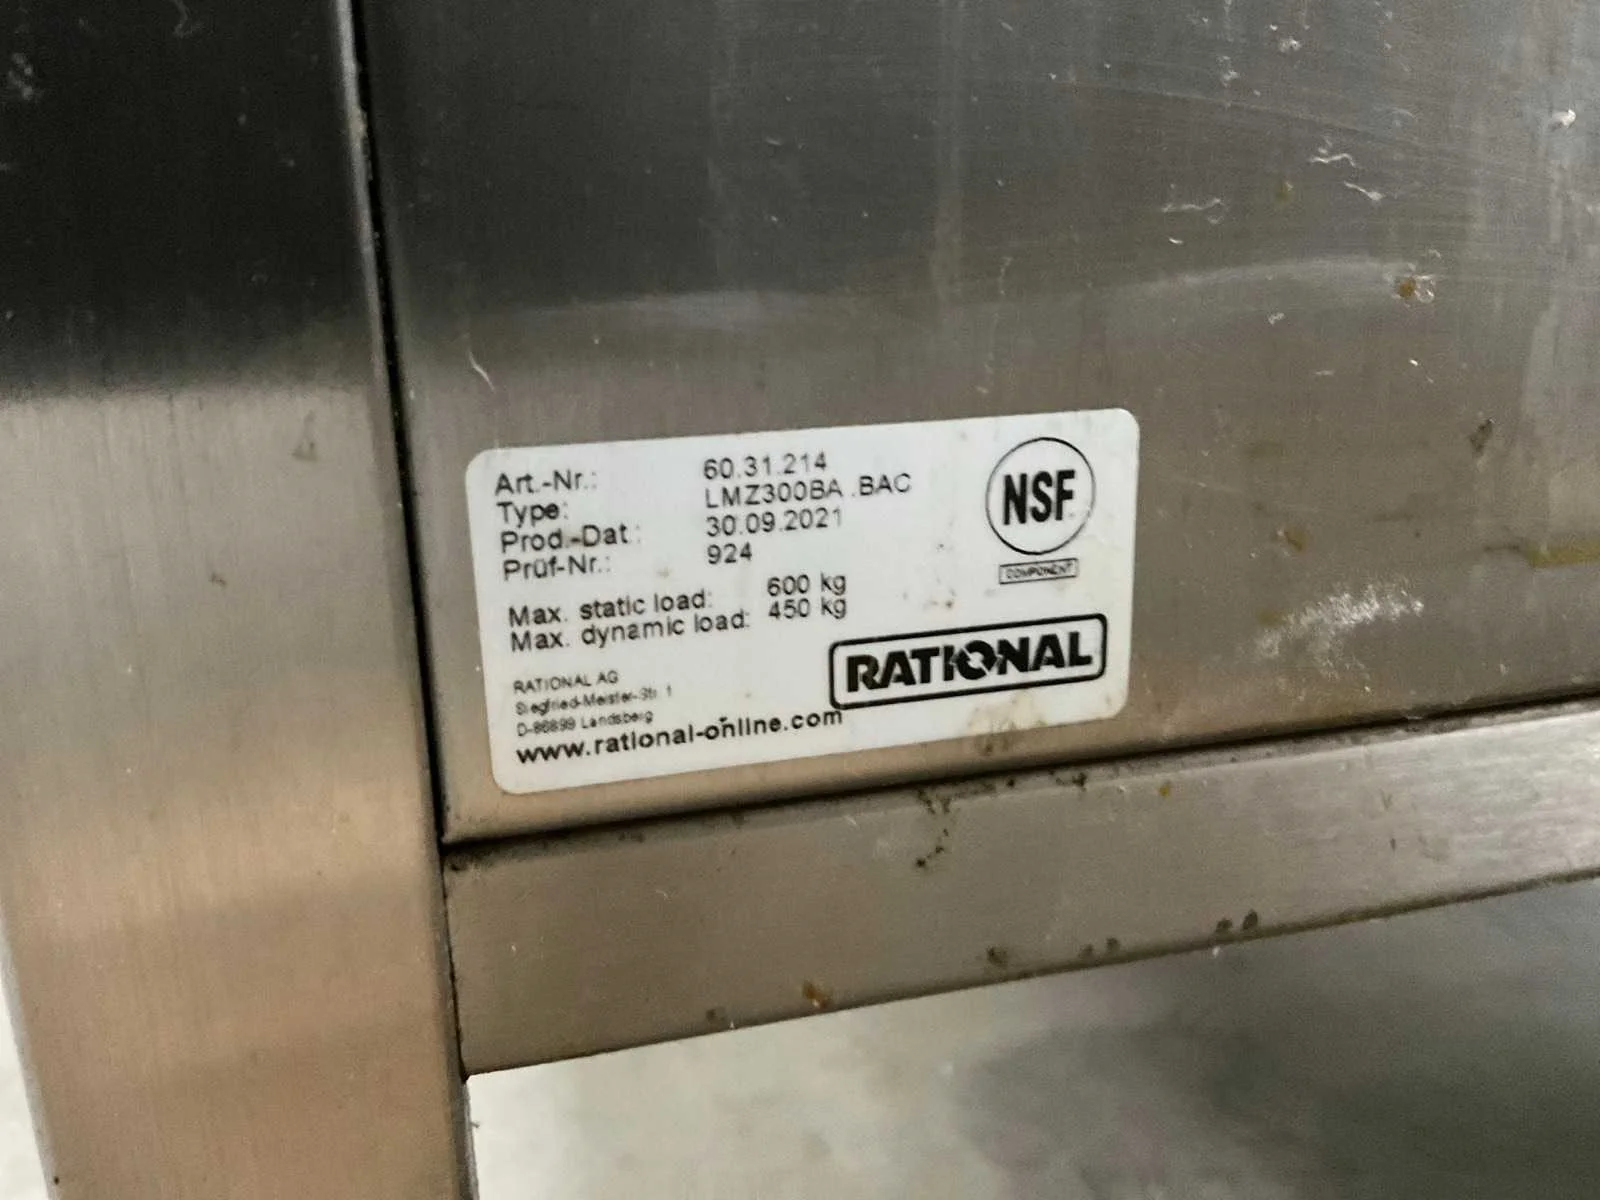 Art.-Nr.: 60.31.214
Type: LMZ300BA .BAC
Prod.-Dat.: 30.09.2021
Prüf-Nr.: 924
Max. static load: 600 kg
Max. dynamic load: 450 kg
RATIONAL AG
Siegfried-Meister-Str. 1
D-86899 Landsberg
www.rational-online.com
NSF
COMPONENT
RATIONAL